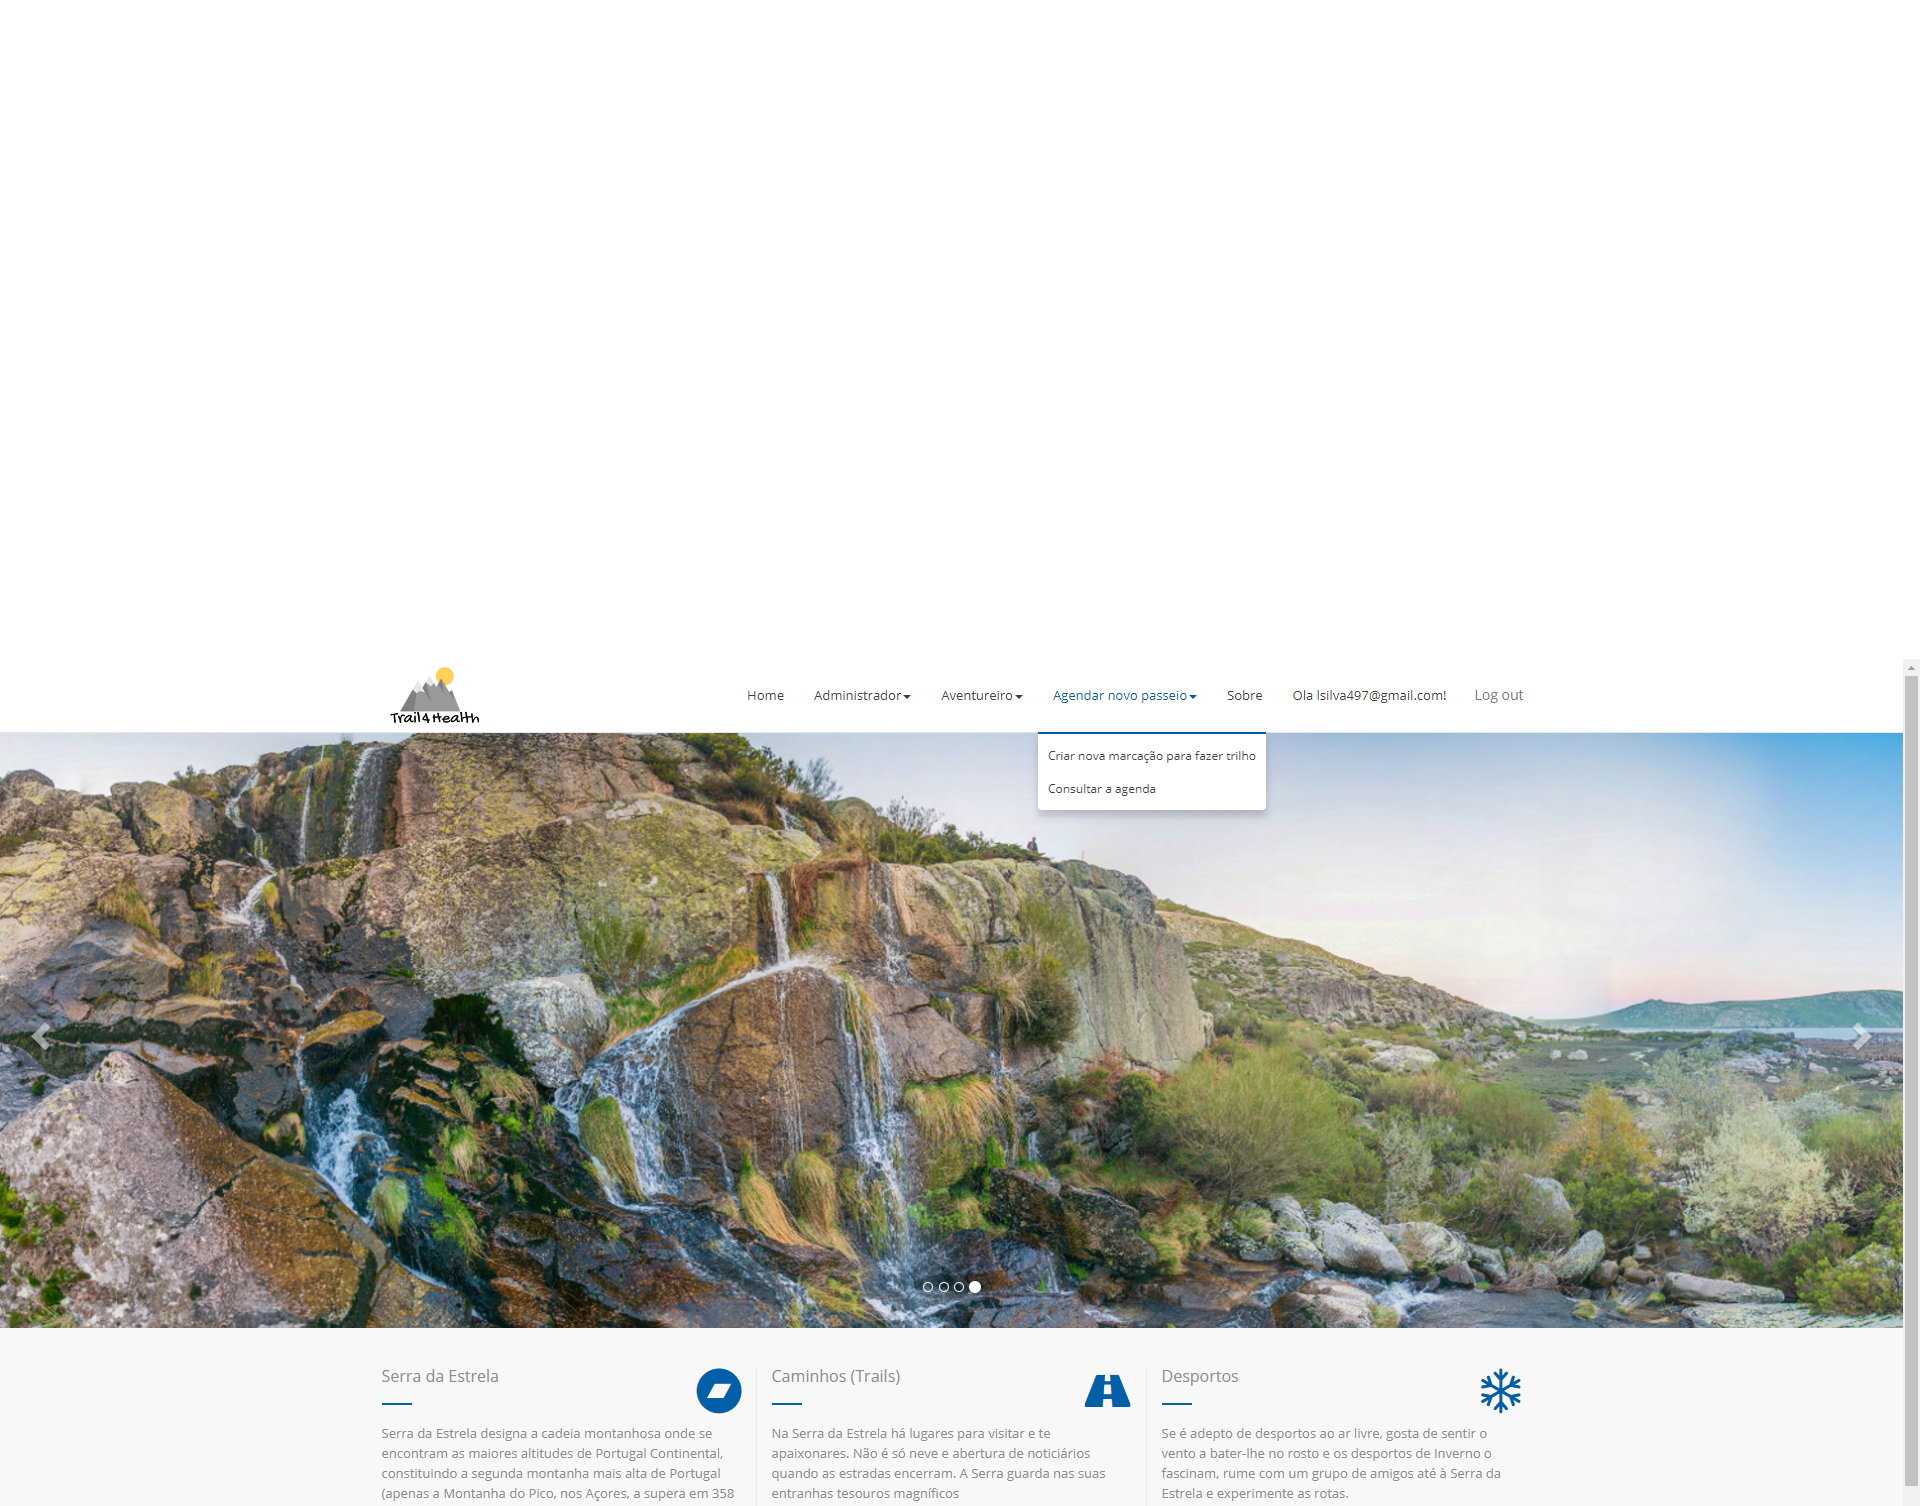 Trail4Health
Home Administrador Aventureiro Agendar novo passeio Sobre Ola lsilva497@gmail.com! Log out
Criar nova marcação para fazer trilho
Consultar a agenda
Serra da Estrela
Serra da Estrela designa a cadeia montanhosa onde se
encontram as maiores altitudes de Portugal Continental,
constituindo a segunda montanha mais alta de Portugal
(apenas a Montanha do Pico, nos Açores, a supera em 358
Caminhos (Trails)
Na Serra da Estrela há lugares para visitar e te
apaixonares. Não é só neve e abertura de noticiários
quando as estradas encerram. A Serra guarda nas suas
entranhas tesouros magníficos
Desportos
Se é adepto de desportos ao ar livre, gosta de sentir o
vento a bater-lhe no rosto e os desportos de Inverno o
fascinam, rume com um grupo de amigos até à Serra da
Estrela e experimente as rotas.